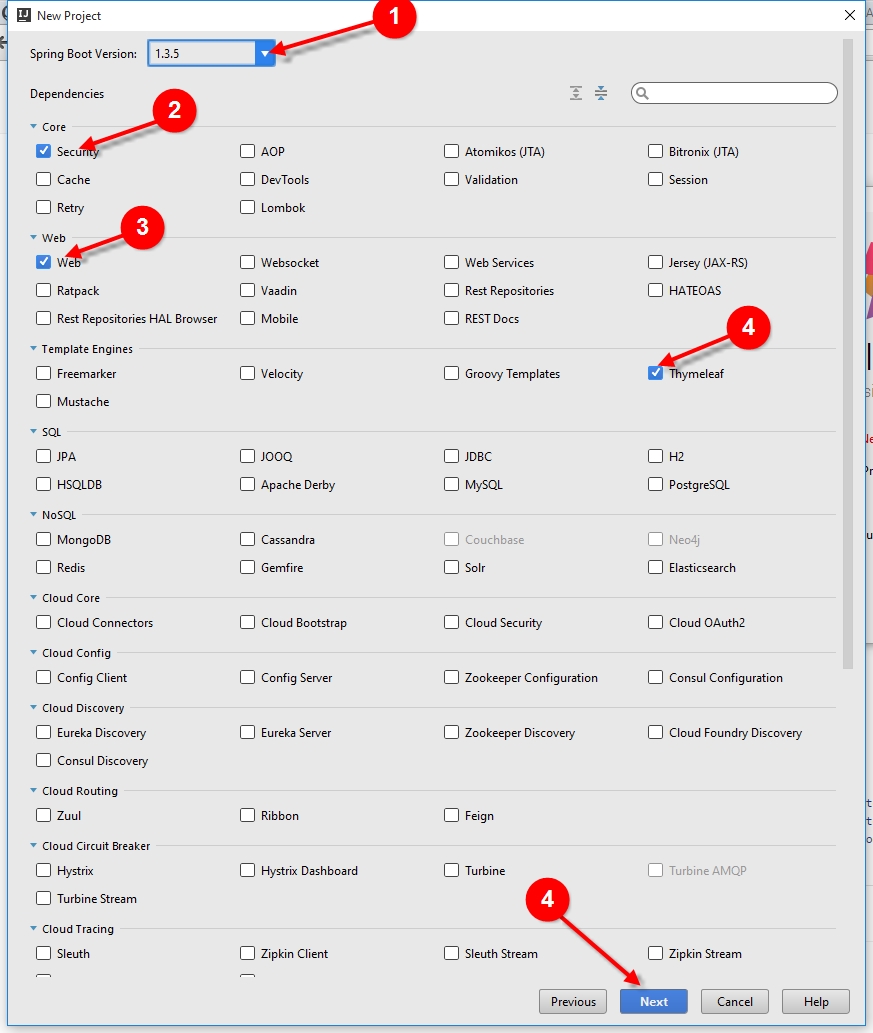 New Project
1
Spring Boot Version: 1.3.5
Dependencies
2
Core
Security AOP Atomikos (JTA) Bitronix (JTA)
Cache DevTools Validation Session
Retry Lombok
3
Web
Web Websocket Web Services Jersey (JAX-RS)
Ratpack Vaadin Rest Repositories HATEOAS
Rest Repositories HAL Browser Mobile REST Docs
4
Template Engines
Freemarker Velocity Groovy Templates Thymeleaf
Mustache
SQL
JPA JOOQ JDBC H2
HSQLDB Apache Derby MySQL PostgreSQL
NoSQL
MongoDB Cassandra Couchbase Neo4j
Redis Gemfire Solr Elasticsearch
Cloud Core
Cloud Connectors Cloud Bootstrap Cloud Security Cloud OAuth2
Cloud Config
Config Client Config Server Zookeeper Configuration Consul Configuration
Cloud Discovery
Eureka Discovery Eureka Server Zookeeper Discovery Cloud Foundry Discovery
Consul Discovery
Cloud Routing
Zuul Ribbon Feign
Cloud Circuit Breaker
Hystrix Hystrix Dashboard Turbine Turbine AMQP
Turbine Stream
4
Cloud Tracing
Sleuth Zipkin Client Sleuth Stream Zipkin Stream
Previous Next Cancel Help